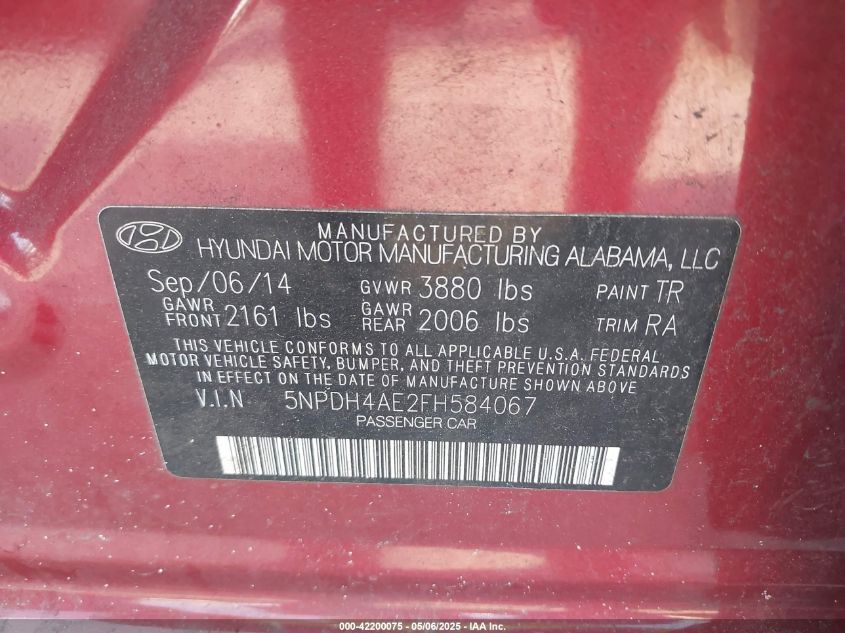 MANUFACTURED BY
HYUNDAI MOTOR MANUFACTURING ALABAMA, LLC
Sep/06/14 GVWR 3880 lbs PAINT TR
GAWR FRONT 2161 lbs GAWR REAR 2006 lbs TRIM RA
THIS VEHICLE CONFORMS TO ALL APPLICABLE U.S.A. FEDERAL
MOTOR VEHICLE SAFETY, BUMPER, AND THEFT PREVENTION STANDARDS
IN EFFECT ON THE DATE OF MANUFACTURE SHOWN ABOVE.
V.I.N 5NPDH4AE2FH584067
PASSENGER CAR
000-42200075 - 05/06/2025 - IAA Inc.